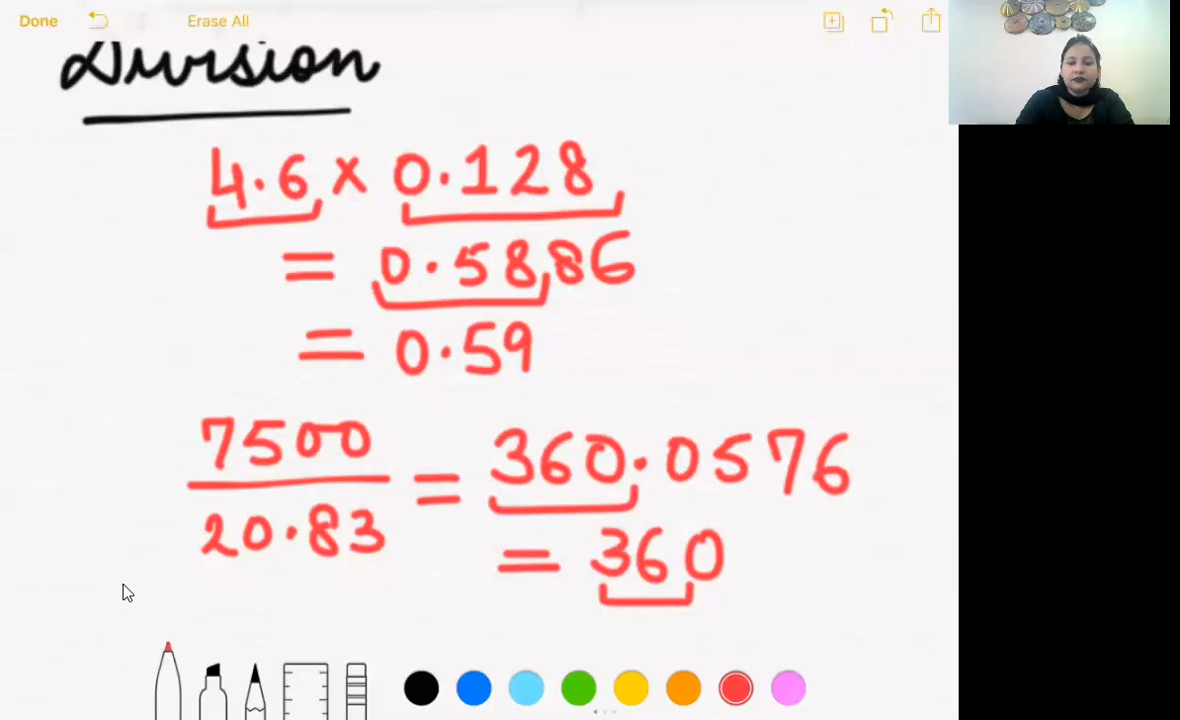 Done Erase All
Division
4.6 x 0.128
= 0.5886
= 0.59
7500
20.83
= 360.0576
= 360